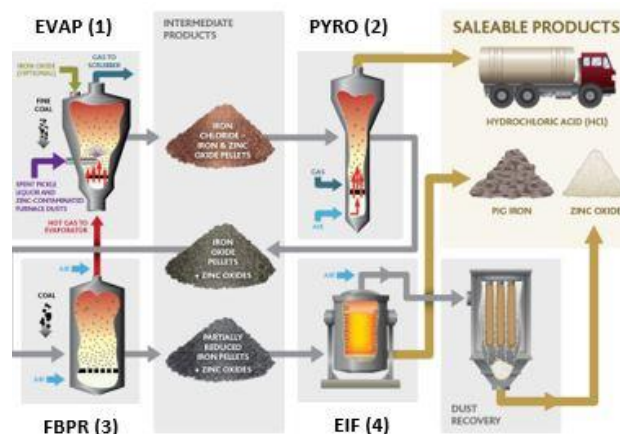 EVAP (1)
INTERMEDIATE
PRODUCTS
PYRO (2)
SALEABLE PRODUCTS
IRON OXIDE
(OPTIONAL)
GAS TO
SCRUBBER
FINE
COAL
SPENT PICKLE
LIQUOR AND
ZINC-CONTAMINATED
FURNACE DUSTS
IRON
CHLORIDE -
IRON & ZINC
OXIDE PELLETS
GAS
AIR
HYDROCHLORIC ACID (HCl)
PIG IRON
ZINC OXIDE
HOT GAS TO
EVAPORATOR
AIR
COAL
AIR
IRON
OXIDE
PELLETS
+ ZINC OXIDES
PARTIALLY
REDUCED
IRON PELLETS
+ ZINC OXIDES
AIR
DUST
RECOVERY
FBPR (3)
EIF (4)